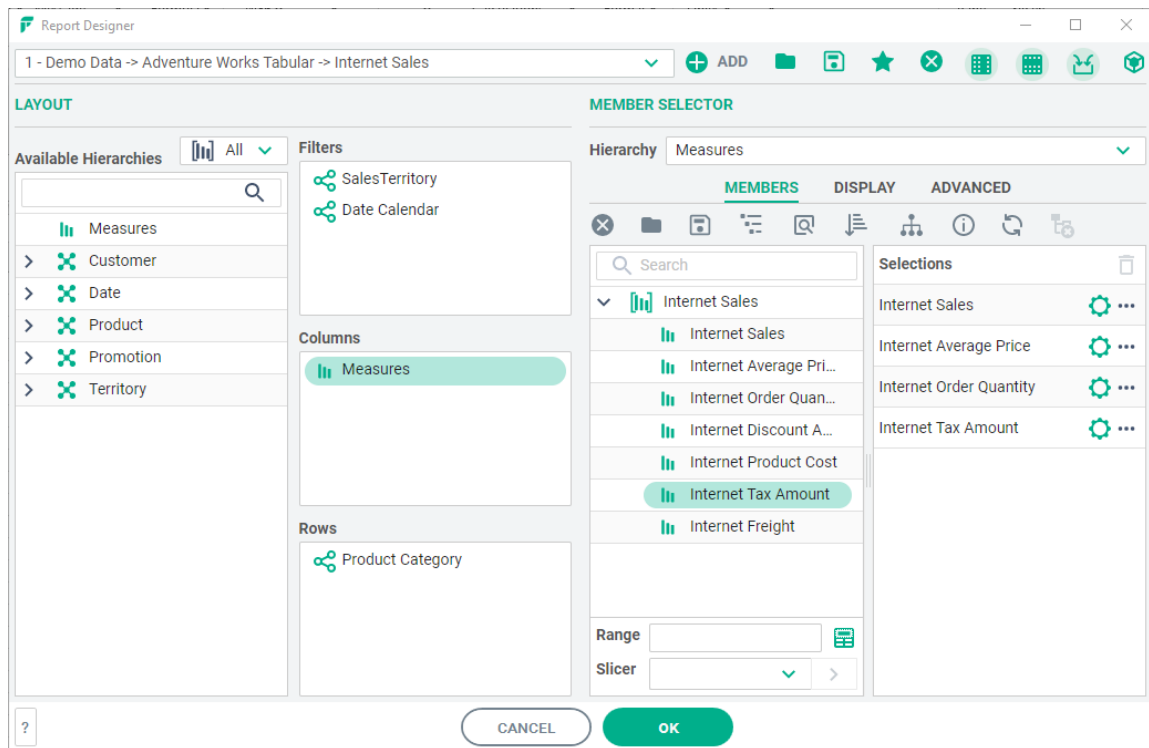 Report Designer
1 - Demo Data -> Adventure Works Tabular -> Internet Sales
ADD
LAYOUT
Available Hierarchies
All
Measures
Customer
Date
Product
Promotion
Territory
Filters
SalesTerritory
Date Calendar
Columns
Measures
Rows
Product Category
MEMBER SELECTOR
Hierarchy
Measures
MEMBERS DISPLAY ADVANCED
Search
Internet Sales
Internet Sales
Internet Average Pri...
Internet Order Quan...
Internet Discount A...
Internet Product Cost
Internet Tax Amount
Internet Freight
Range
Slicer
Selections
Internet Sales
Internet Average Price
Internet Order Quantity
Internet Tax Amount
?
CANCEL
OK